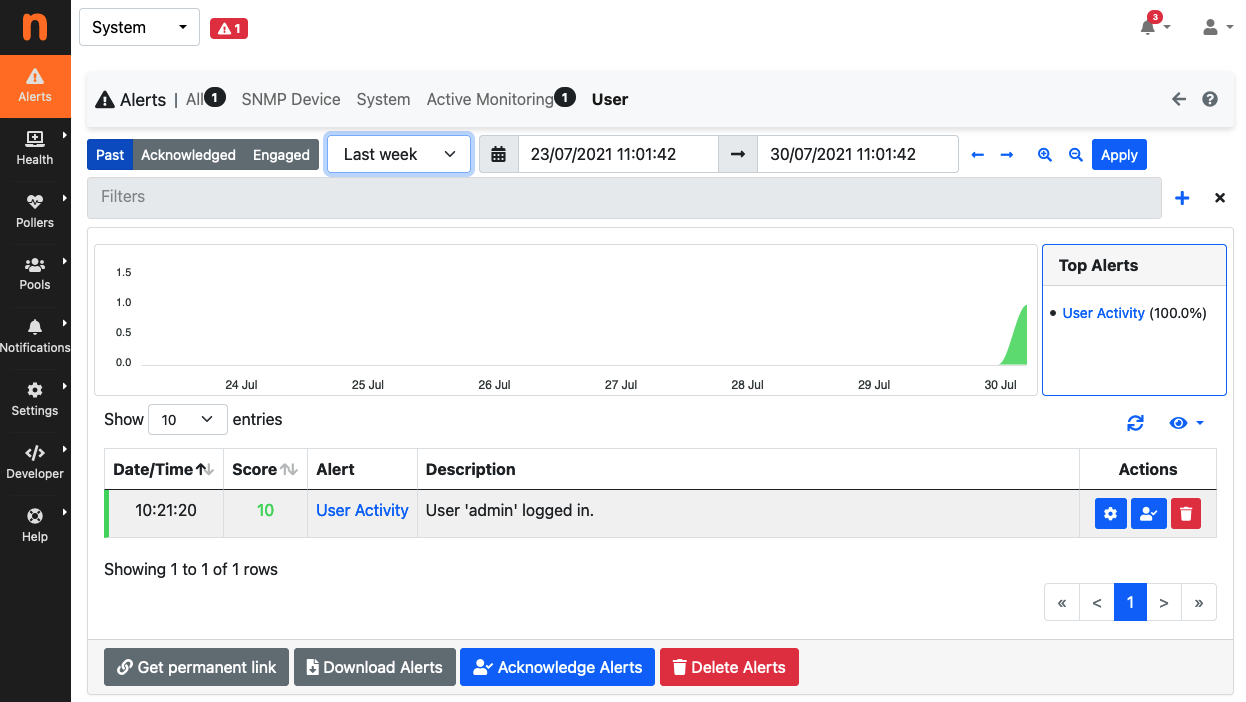 n
System
1
3
Alerts
Health
Pollers
Pools
Notifications
Settings
Developer
Help
Alerts | All 1 SNMP Device System Active Monitoring 1 User
Past Acknowledged Engaged Last week 23/07/2021 11:01:42 30/07/2021 11:01:42 Apply
Filters
1.5
1.0
0.5
0.0
24 Jul 25 Jul 26 Jul 27 Jul 28 Jul 29 Jul 30 Jul
Top Alerts
User Activity (100.0%)
Show 10 entries
Date/Time Score Alert Description Actions
10:21:20 10 User Activity User 'admin' logged in.
Showing 1 to 1 of 1 rows
« < 1 > »
Get permanent link Download Alerts Acknowledge Alerts Delete Alerts